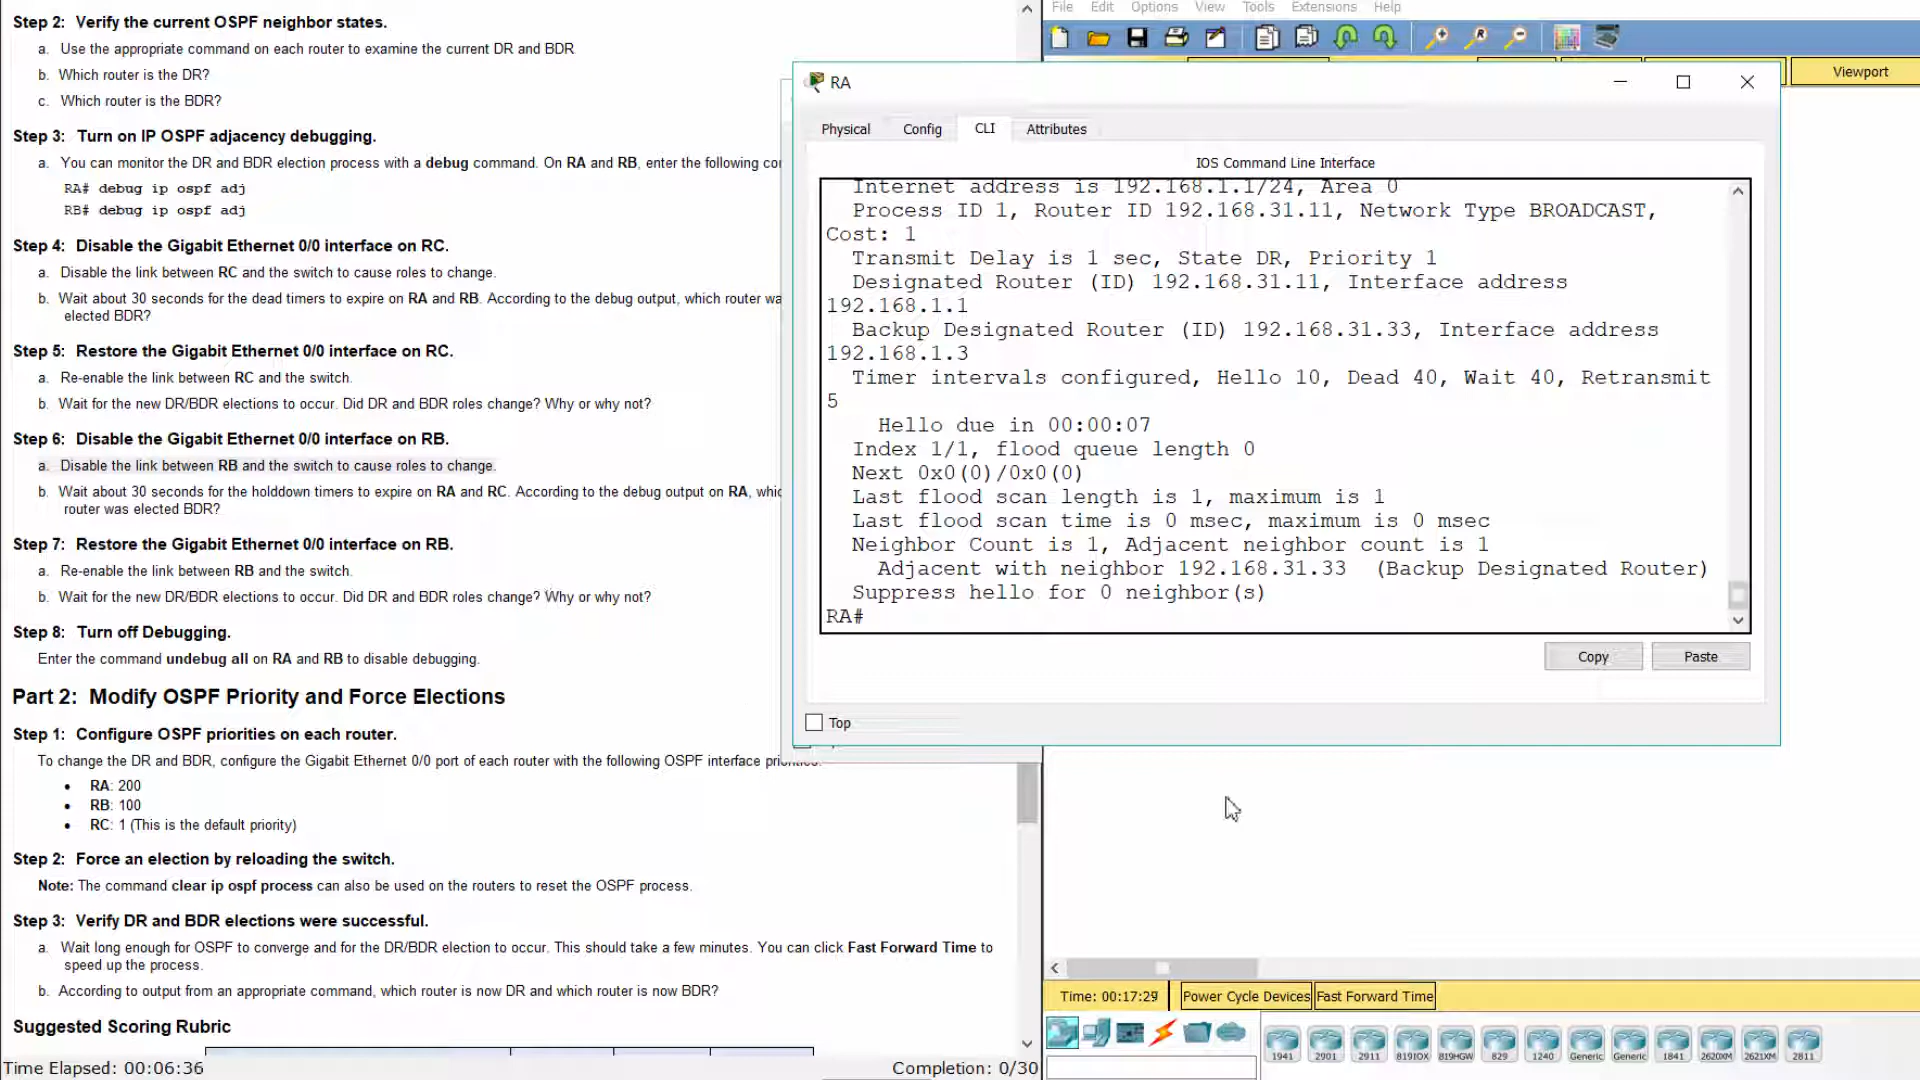 Step 2: Verify the current OSPF neighbor states.
a. Use the appropriate command on each router to examine the current DR and BDR
b. Which router is the DR?
c. Which router is the BDR?
Step 3: Turn on IP OSPF adjacency debugging.
a. You can monitor the DR and BDR election process with a debug command. On RA and RB, enter the following
RA# debug ip ospf adj
RB# debug ip ospf adj
Step 4: Disable the Gigabit Ethernet 0/0 interface on RC.
a. Disable the link between RC and the switch to cause roles to change.
b. Wait about 30 seconds for the dead timers to expire on RA and RB. According to the debug output, which router
elected BDR?
Step 5: Restore the Gigabit Ethernet 0/0 interface on RC.
a. Re-enable the link between RC and the switch.
b. Wait for the new DR/BDR elections to occur. Did DR and BDR roles change? Why or why not?
Step 6: Disable the Gigabit Ethernet 0/0 interface on RB.
a. Disable the link between RB and the switch to cause roles to change.
b. Wait about 30 seconds for the holddown timers to expire on RA and RC. According to the debug output on RA,
router was elected BDR?
Step 7: Restore the Gigabit Ethernet 0/0 interface on RB.
a. Re-enable the link between RB and the switch.
b. Wait for the new DR/BDR elections to occur. Did DR and BDR roles change? Why or why not?
Step 8: Turn off Debugging.
Enter the command undebug all on RA and RB to disable debugging.
Part 2: Modify OSPF Priority and Force Elections
Step 1: Configure OSPF priorities on each router.
To change the DR and BDR, configure the Gigabit Ethernet 0/0 port of each router with the following OSPF interface
• RA: 200
• RB: 100
• RC: 1 (This is the default priority)
Step 2: Force an election by reloading the switch.
Note: The command clear ip ospf process can also be used on the routers to reset the OSPF process.
Step 3: Verify DR and BDR elections were successful.
a. Wait long enough for OSPF to converge and for the DR/BDR election to occur. This should take a few minutes. You can click Fast Forward Time to
speed up the process.
b. According to output from an appropriate command, which router is now DR and which router is now BDR?
Suggested Scoring Rubric
Time Elapsed: 00:06:36
Completion: 0/30
File Edit Options View Tools Extensions Help
Viewport
RA
Physical Config CLI Attributes
IOS Command Line Interface
Internet address is 192.168.1.1/24, Area 0
Process ID 1, Router ID 192.168.31.11, Network Type BROADCAST,
Cost: 1
Transmit Delay is 1 sec, State DR, Priority 1
Designated Router (ID) 192.168.31.11, Interface address
192.168.1.1
Backup Designated Router (ID) 192.168.31.33, Interface address
192.168.1.3
Timer intervals configured, Hello 10, Dead 40, Wait 40, Retransmit
5
Hello due in 00:00:07
Index 1/1, flood queue length 0
Next 0x0(0)/0x0(0)
Last flood scan length is 1, maximum is 1
Last flood scan time is 0 msec, maximum is 0 msec
Neighbor Count is 1, Adjacent neighbor count is 1
Adjacent with neighbor 192.168.31.33 (Backup Designated Router)
Suppress hello for 0 neighbor(s)
RA#
Copy Paste
Top
Time: 00:17:29 Power Cycle Devices Fast Forward Time
1941 2901 2911 819IOX 819HGW 829 1240 Generic Generic 1841 2620XM 2621XM 2811